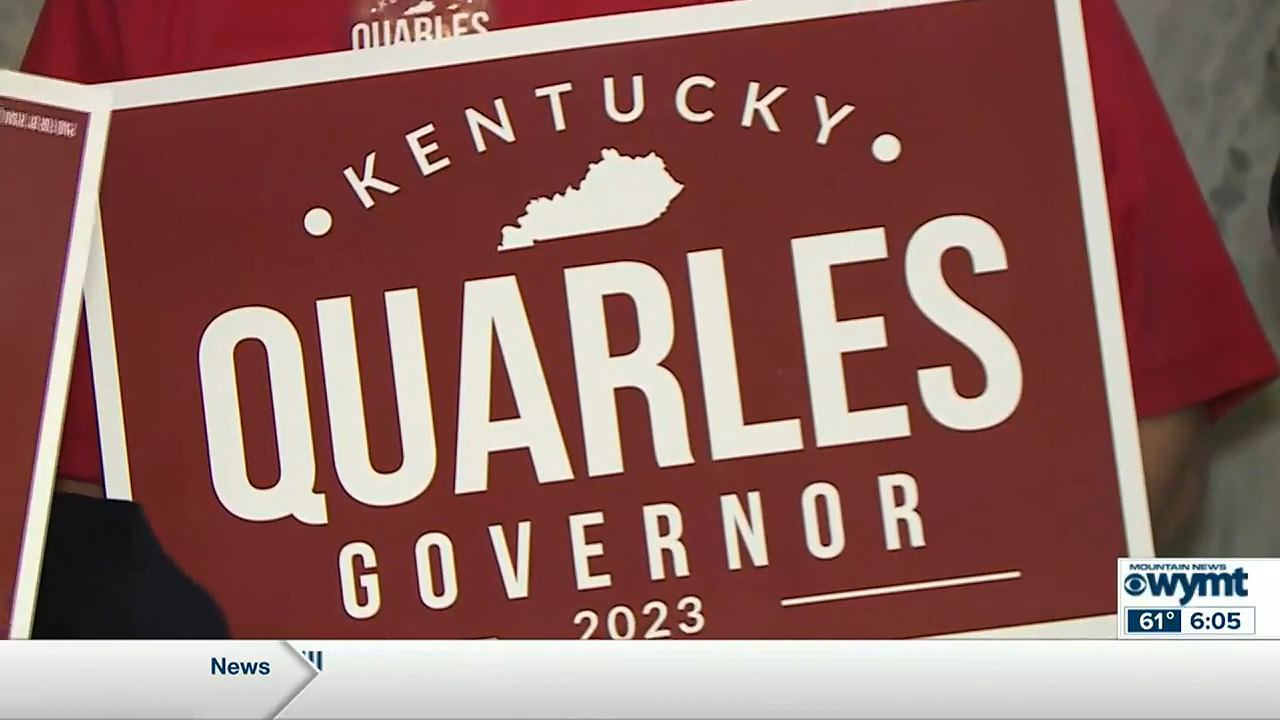 QUARLES
KENTUCKY
QUARLES
GOVERNOR
2023
MOUNTAIN NEWS
wymt
61° 6:05
News